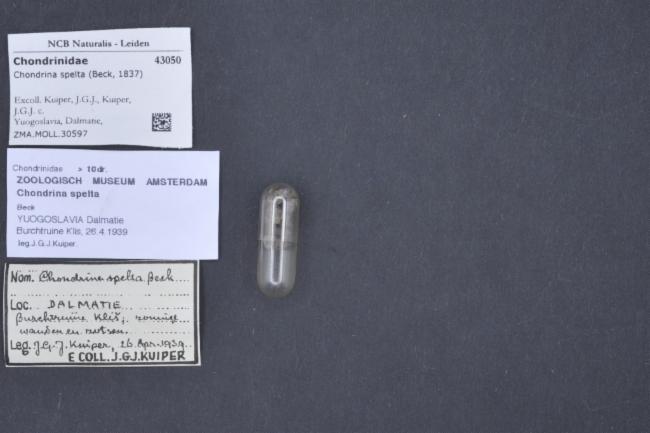 NCB Naturalis - Leiden
Chondrinidae 43050
Chondrina spelta (Beck, 1837)
Excoll. Kuiper, J.G.J., Kuiper,
J.G.J. c.
Yuogoslavia, Dalmatie,
ZMA.MOLL.30597
Chondrinidae > 10 dr.
ZOOLOGISCH MUSEUM AMSTERDAM
Chondrina spelta
Beck
YUOGOSLAVIA Dalmatie
Burchtruine Klis, 26.4.1939
leg.J.G.J.Kuiper.
Nom. Chondrina spelta Beck
Loc. DALMATIE
Burchtruine Kliš, zonnige
wanden en rotsen.
Leg. J.G.J. Kuiper, 26 Apr. 1939.
E COLL. J.G.J. KUIPER